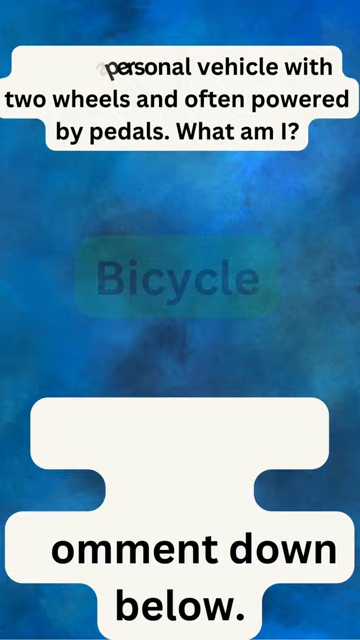 personal vehicle with
two wheels and often powered
by pedals. What am I?
Bicycle
omment down
below.